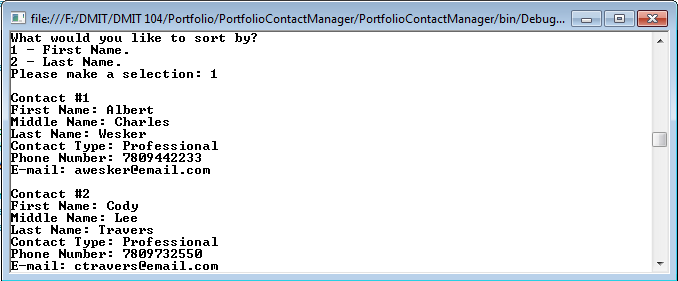 file:///F:/DMIT/DMIT 104/Portfolio/PortfolioContactManager/PortfolioContactManager/bin/Debug...
What would you like to sort by?
1 - First Name.
2 - Last Name.
Please make a selection: 1
Contact #1
First Name: Albert
Middle Name: Charles
Last Name: Wesker
Contact Type: Professional
Phone Number: 7809442233
E-mail: awesker@email.com
Contact #2
First Name: Cody
Middle Name: Lee
Last Name: Travers
Contact Type: Professional
Phone Number: 7809732550
E-mail: ctravers@email.com